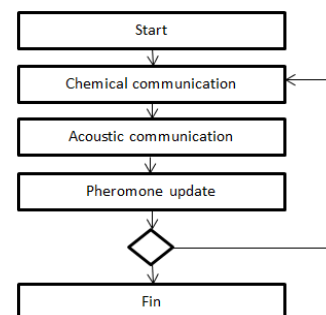 Start
Chemical communication
Acoustic communication
Pheromone update
Fin